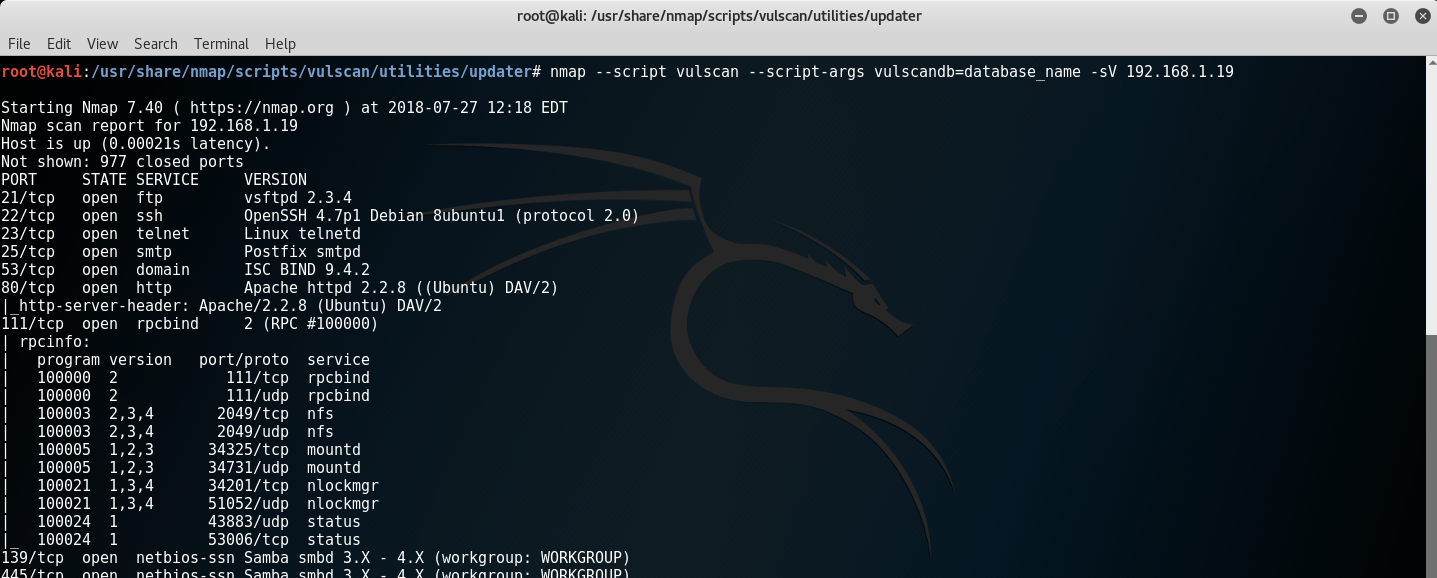 root@kali: /usr/share/nmap/scripts/vulscan/utilities/updater
File Edit View Search Terminal Help
root@kali:/usr/share/nmap/scripts/vulscan/utilities/updater# nmap --script vulscan --script-args vulscandb=database_name -sV 192.168.1.19
Starting Nmap 7.40 ( https://nmap.org ) at 2018-07-27 12:18 EDT
Nmap scan report for 192.168.1.19
Host is up (0.00021s latency).
Not shown: 977 closed ports
PORT     STATE SERVICE     VERSION
21/tcp   open  ftp         vsftpd 2.3.4
22/tcp   open  ssh         OpenSSH 4.7p1 Debian 8ubuntu1 (protocol 2.0)
23/tcp   open  telnet      Linux telnetd
25/tcp   open  smtp        Postfix smtpd
53/tcp   open  domain      ISC BIND 9.4.2
80/tcp   open  http        Apache httpd 2.2.8 ((Ubuntu) DAV/2)
|_http-server-header: Apache/2.2.8 (Ubuntu) DAV/2
111/tcp  open  rpcbind     2 (RPC #100000)
| rpcinfo:
|   program version   port/proto  service
|   100000  2            111/tcp  rpcbind
|   100000  2            111/udp  rpcbind
|   100003  2,3,4       2049/tcp  nfs
|   100003  2,3,4       2049/udp  nfs
|   100005  1,2,3      34325/tcp  mountd
|   100005  1,2,3      34731/udp  mountd
|   100021  1,3,4      34201/tcp  nlockmgr
|   100021  1,3,4      51052/udp  nlockmgr
|   100024  1          43883/udp  status
|_  100024  1          53006/tcp  status
139/tcp  open  netbios-ssn Samba smbd 3.X - 4.X (workgroup: WORKGROUP)
445/tcp  open  netbios-ssn Samba smbd 3.X - 4.X (workgroup: WORKGROUP)